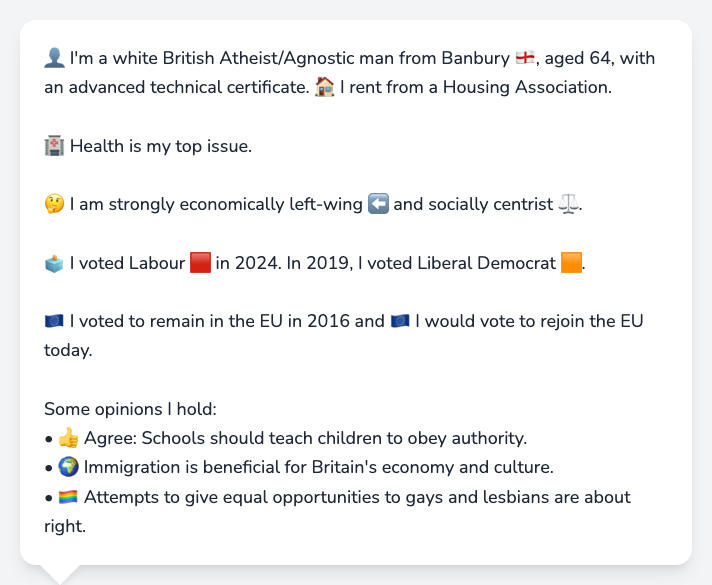 👤 I'm a white British Atheist/Agnostic man from Banbury 🏴󠁧󠁢󠁥󠁮󠁧󠁿, aged 64, with
an advanced technical certificate. 🏠 I rent from a Housing Association.
🏥 Health is my top issue.
🤔 I am strongly economically left-wing ⬅️ and socially centrist ⚖️.
🗳️ I voted Labour 🟥 in 2024. In 2019, I voted Liberal Democrat 🟧.
🇪🇺 I voted to remain in the EU in 2016 and 🇪🇺 I would vote to rejoin the EU
today.
Some opinions I hold:
• 👍 Agree: Schools should teach children to obey authority.
• 🌍 Immigration is beneficial for Britain's economy and culture.
• 🏳️‍🌈 Attempts to give equal opportunities to gays and lesbians are about
right.